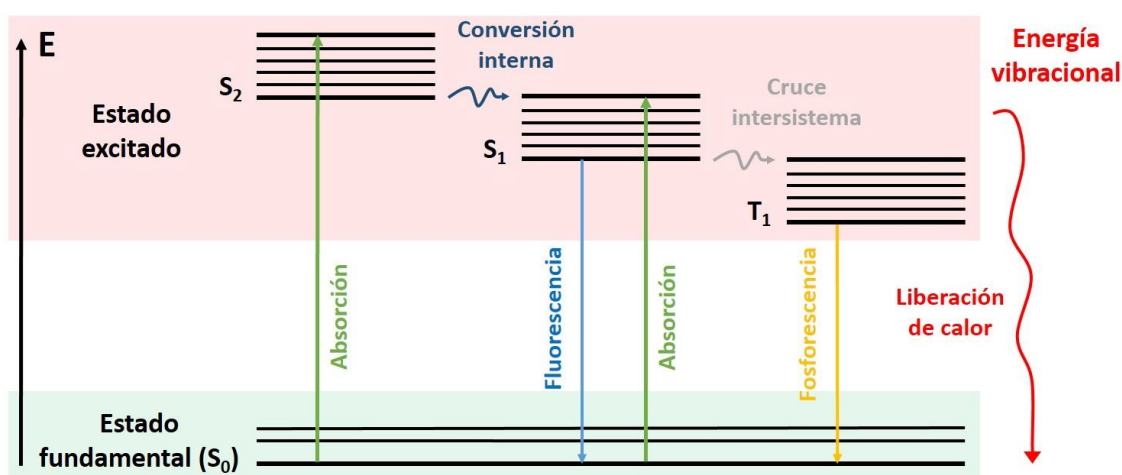 E
Estado
excitado
S₂
Conversión
interna
S₁
Cruce
intersistema
T₁
Energía
vibracional
Absorción
Fluorescencia
Absorción
Fosforescencia
Liberación
de calor
Estado
fundamental (S₀)